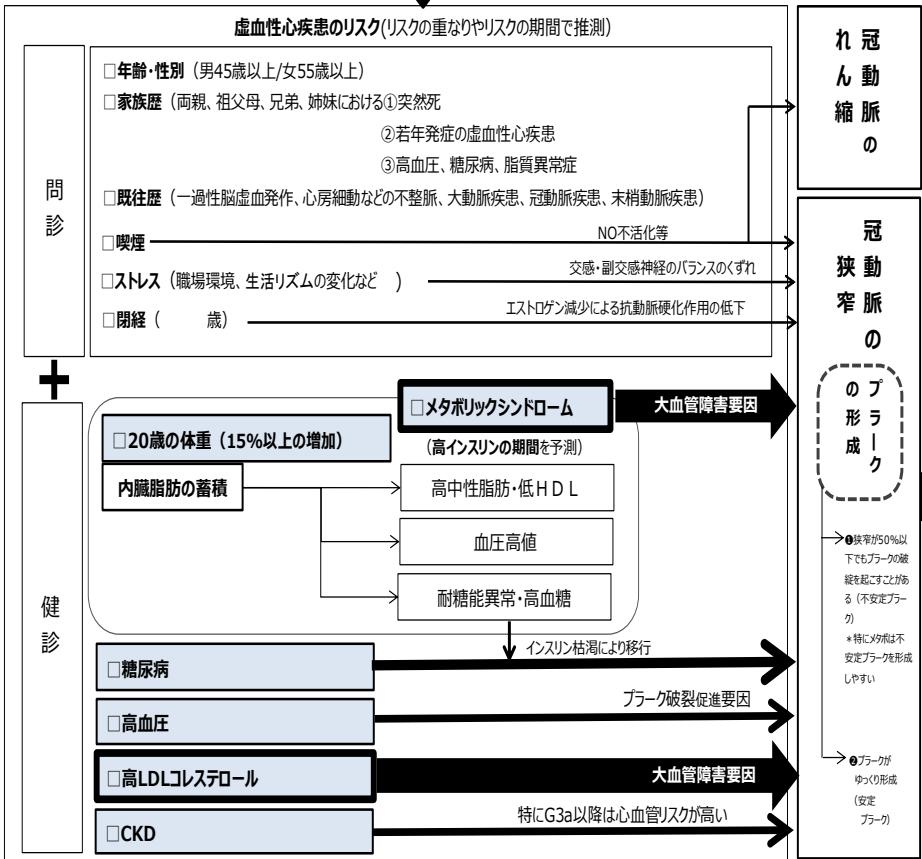 虚血性心疾患のリスク(リスクの重なりやリスクの期間で推測)
問診
□年齢・性別（男45歳以上/女55歳以上）
□家族歴（両親、祖父母、兄弟、姉妹における①突然死
②若年発症の虚血性心疾患
③高血圧、糖尿病、脂質異常症
□既往歴（一過性脳虚血発作、心房細動などの不整脈、大動脈疾患、冠動脈疾患、末梢動脈疾患）
□喫煙
NO不活化等
□ストレス（職場環境、生活リズムの変化など　）
交感・副交感神経のバランスのくずれ
□閉経（　　　歳）
エストロゲン減少による抗動脈硬化作用の低下
＋
健診
□メタボリックシンドローム
大血管障害要因
□20歳の体重（15%以上の増加）
(高インスリンの期間を予測)
内臓脂肪の蓄積
高中性脂肪・低ＨＤＬ
血圧高値
耐糖能異常・高血糖
インスリン枯渇により移行
□糖尿病
プラーク破裂促進要因
□高血圧
□高LDLコレステロール
大血管障害要因
□CKD
特にG3a以降は心血管リスクが高い
冠動脈の
れん縮
冠動脈の
狭窄
プラーク
の形成
❶狭窄が50%以
下でもプラークの破
綻を起こすことがあ
る（不安定プラー
ク）
＊特にメタボは不
安定プラークを形成
しやすい
❷プラークが
ゆっくり形成
（安定
プラーク）